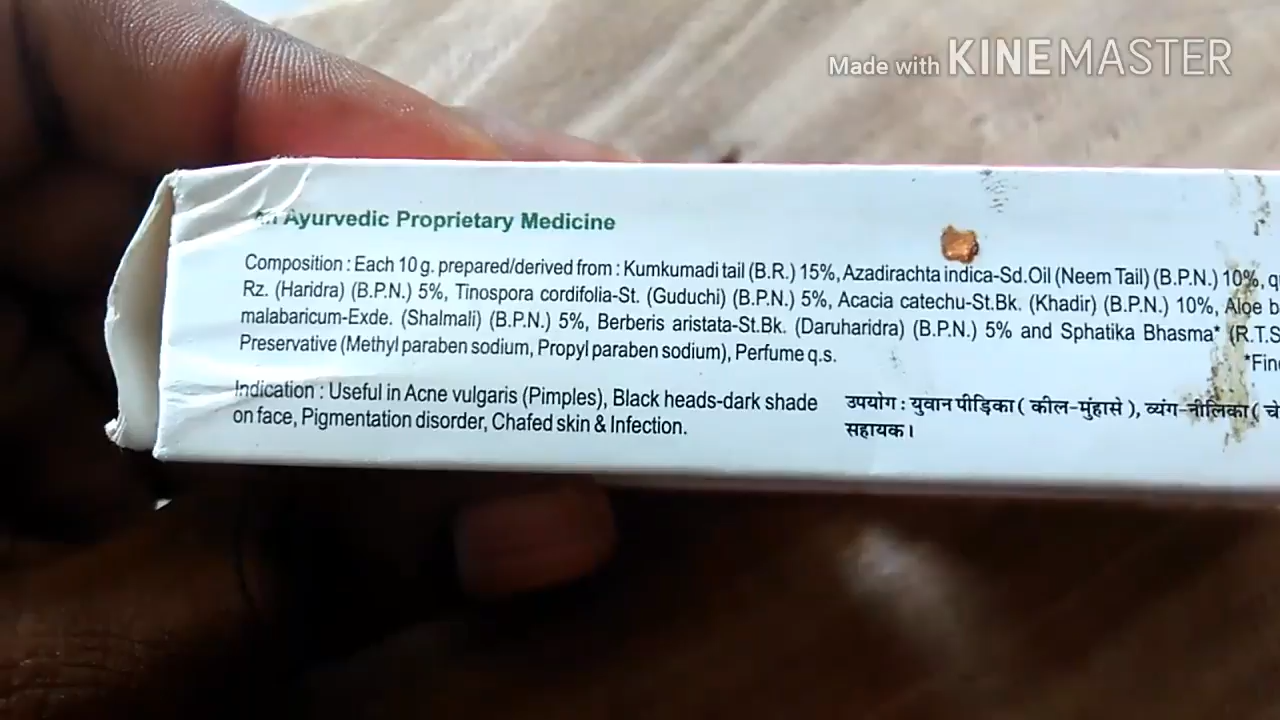 Made with KINEMASTER
An Ayurvedic Proprietary Medicine
Composition : Each 10 g. prepared/derived from : Kumkumadi tail (B.R.) 15%, Azadirachta indica-Sd. Oil (Neem Tail) (B.P.N.) 10%,
Rz. (Haridra) (B.P.N.) 5%, Tinospora cordifolia-St. (Guduchi) (B.P.N.) 5%, Acacia catechu-St.Bk. (Khadir) (B.P.N.) 10%, Aloe
malabaricum-Exde. (Shalmali) (B.P.N.) 5%, Berberis aristata-St.Bk. (Daruharidra) (B.P.N.) 5% and Sphatika Bhasma* (R.T.S
Preservative (Methyl paraben sodium, Propyl paraben sodium), Perfume q.s.
Indication : Useful in Acne vulgaris (Pimples), Black heads-dark shade
on face, Pigmentation disorder, Chafed skin & Infection.
उपयोग : युवान पीड़िका ( कील-मुंहासे ), व्यंग-नीलिका (
सहायक।